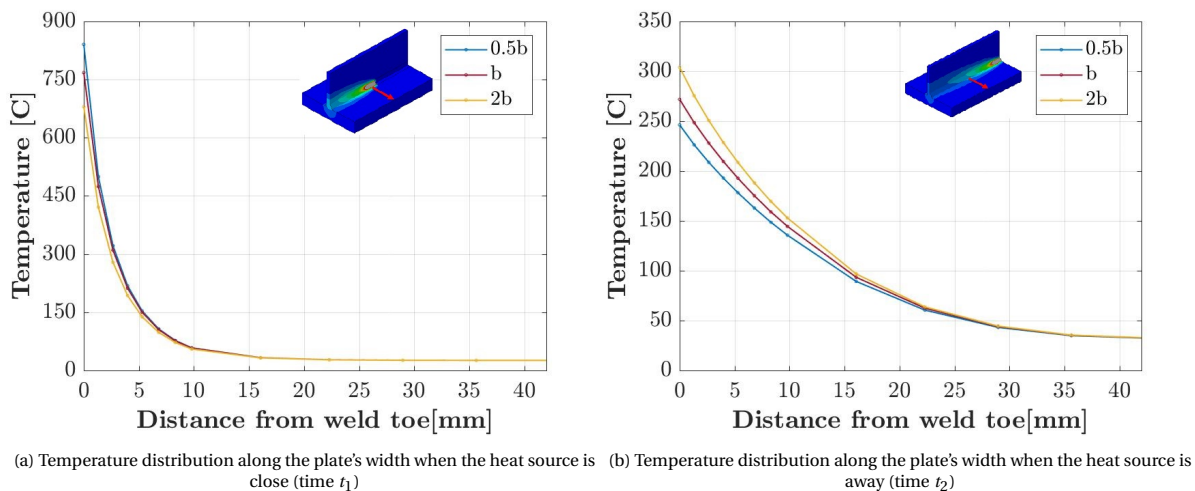 900
750
600
450
300
150
0
Temperature [C]
0.5b
b
2b
0 5 10 15 20 25 30 35 40
Distance from weld toe[mm]
(a) Temperature distribution along the plate's width when the heat source is
close (time t1)
350
300
250
200
150
100
50
0
Temperature [C]
0.5b
b
2b
0 5 10 15 20 25 30 35 40
Distance from weld toe[mm]
(b) Temperature distribution along the plate's width when the heat source is
away (time t2)